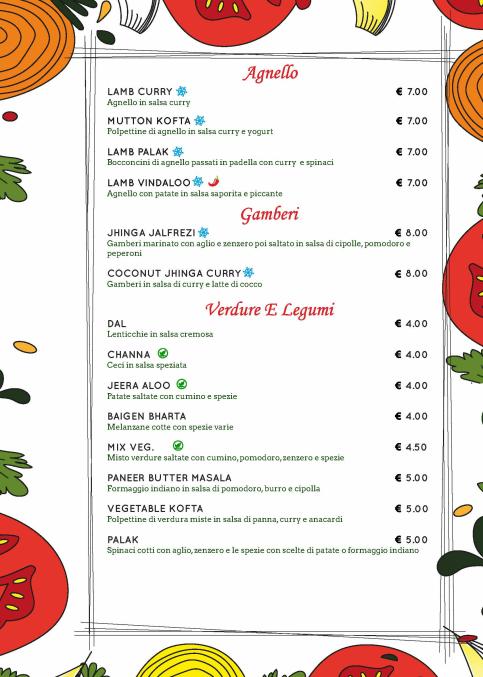 Agnello
LAMB CURRY € 7.00
Agnello in salsa curry
MUTTON KOFTA € 7.00
Polpettine di agnello in salsa curry e yogurt
LAMB PALAK € 7.00
Bocconcini di agnello passati in padella con curry e spinaci
LAMB VINDALOO € 7.00
Agnello con patate in salsa saporita e piccante
Gamberi
JHINGA JALFREZI € 8.00
Gamberi marinato con aglio e zenzero poi saltato in salsa di cipolle, pomodoro e
peperoni
COCONUT JHINGA CURRY € 8.00
Gamberi in salsa di curry e latte di cocco
Verdure E Legumi
DAL € 4.00
Lenticchie in salsa cremosa
CHANNA € 4.00
Ceci in salsa speziata
JEERA ALOO € 4.00
Patate saltate con cumino e spezie
BAIGEN BHARTA € 4.00
Melanzane cotte con spezie varie
MIX VEG. € 4.50
Misto verdure saltate con cumino, pomodoro, zenzero e spezie
PANEER BUTTER MASALA € 5.00
Formaggio indiano in salsa di pomodoro, burro e cipolla
VEGETABLE KOFTA € 5.00
Polpettine di verdura miste in salsa di panna, curry e anacardi
PALAK € 5.00
Spinaci cotti con aglio, zenzero e le spezie con scelte di patate o formaggio indiano